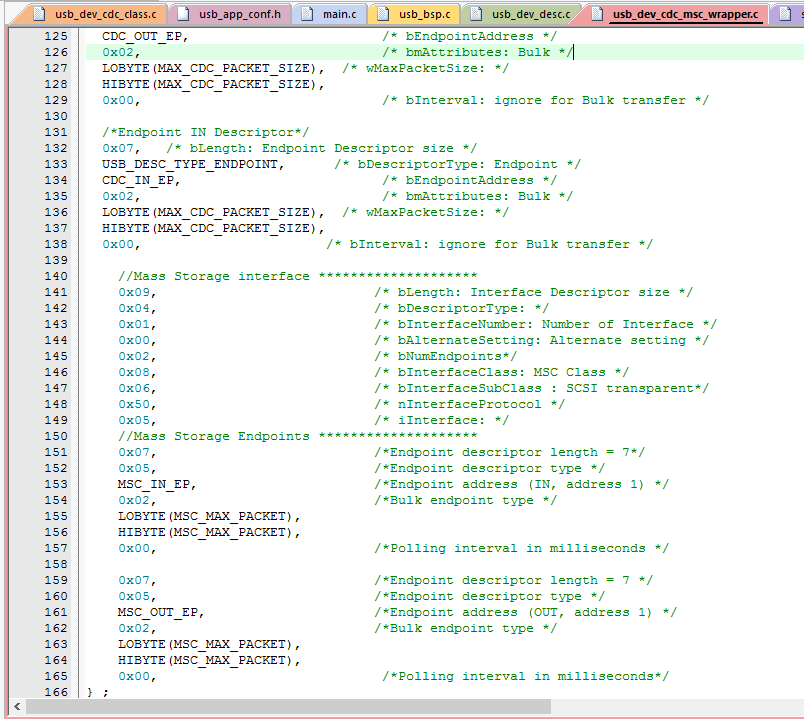 usb_dev_cdc_class.c usb_app_conf.h main.c usb_bsp.c usb_dev_desc.c usb_dev_cdc_msc_wrapper.c
125 CDC_OUT_EP, /* bEndpointAddress */
126 0x02, /* bmAttributes: Bulk */
127 LOBYTE(MAX_CDC_PACKET_SIZE), /* wMaxPacketSize: */
128 HIBYTE(MAX_CDC_PACKET_SIZE),
129 0x00, /* bInterval: ignore for Bulk transfer */
130
131 /*Endpoint IN Descriptor*/
132 0x07, /* bLength: Endpoint Descriptor size */
133 USB_DESC_TYPE_ENDPOINT, /* bDescriptorType: Endpoint */
134 CDC_IN_EP, /* bEndpointAddress */
135 0x02, /* bmAttributes: Bulk */
136 LOBYTE(MAX_CDC_PACKET_SIZE), /* wMaxPacketSize: */
137 HIBYTE(MAX_CDC_PACKET_SIZE),
138 0x00, /* bInterval: ignore for Bulk transfer */
139
140 //Mass Storage interface ********************
141 0x09, /* bLength: Interface Descriptor size */
142 0x04, /* bDescriptorType: */
143 0x01, /* bInterfaceNumber: Number of Interface */
144 0x00, /* bAlternateSetting: Alternate setting */
145 0x02, /* bNumEndpoints*/
146 0x08, /* bInterfaceClass: MSC Class */
147 0x06, /* bInterfaceSubClass : SCSI transparent*/
148 0x50, /* nInterfaceProtocol */
149 0x05, /* iInterface: */
150 //Mass Storage Endpoints ********************
151 0x07, /*Endpoint descriptor length = 7*/
152 0x05, /*Endpoint descriptor type */
153 MSC_IN_EP, /*Endpoint address (IN, address 1) */
154 0x02, /*Bulk endpoint type */
155 LOBYTE(MSC_MAX_PACKET),
156 HIBYTE(MSC_MAX_PACKET),
157 0x00, /*Polling interval in milliseconds */
158
159 0x07, /*Endpoint descriptor length = 7 */
160 0x05, /*Endpoint descriptor type */
161 MSC_OUT_EP, /*Endpoint address (OUT, address 1) */
162 0x02, /*Bulk endpoint type */
163 LOBYTE(MSC_MAX_PACKET),
164 HIBYTE(MSC_MAX_PACKET),
165 0x00, /*Polling interval in milliseconds*/
166 } ;